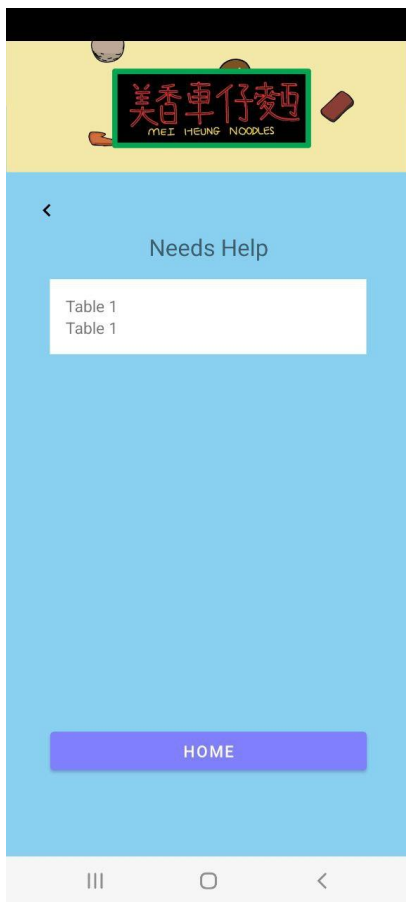 美香車仔麵
MEI HEUNG NOODLES
Needs Help
Table 1
Table 1
HOME